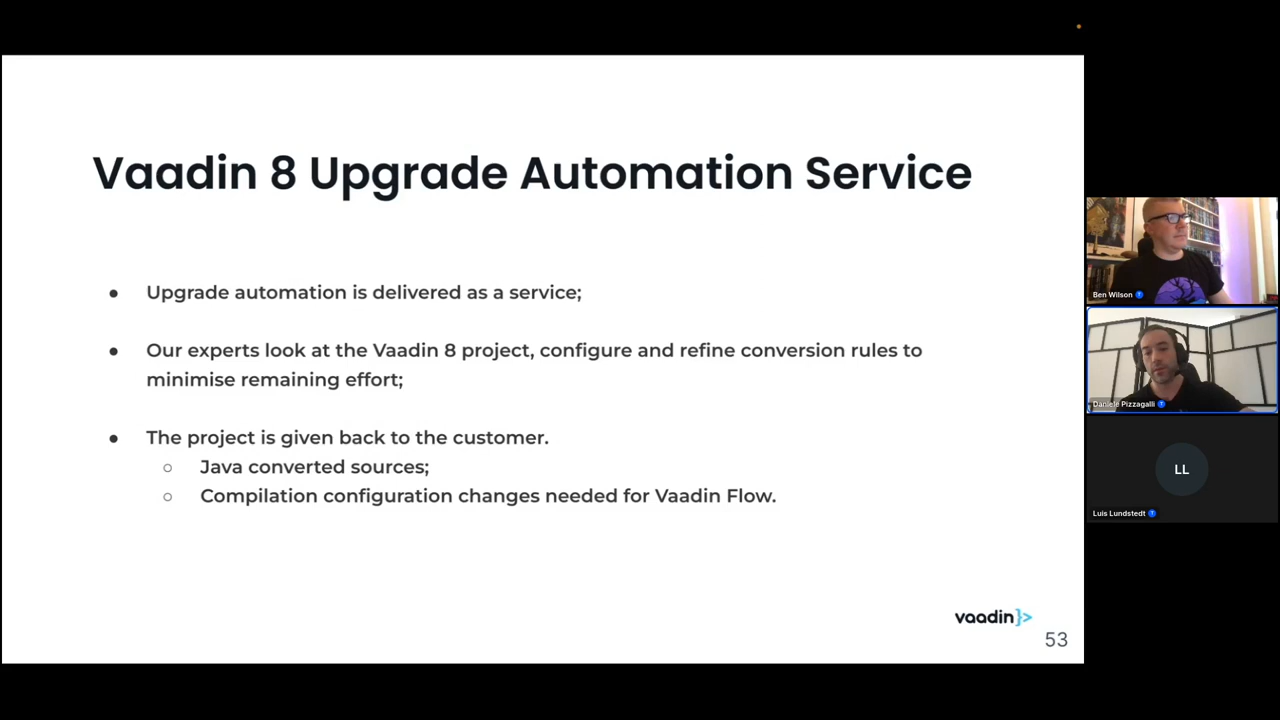 Vaadin 8 Upgrade Automation Service
● Upgrade automation is delivered as a service;
● Our experts look at the Vaadin 8 project, configure and refine conversion rules to
minimise remaining effort;
● The project is given back to the customer.
○ Java converted sources;
○ Compilation configuration changes needed for Vaadin Flow.
vaadin}>
53
Ben Wilson
Daniele Pizzagalli
LL
Luis Lundstedt